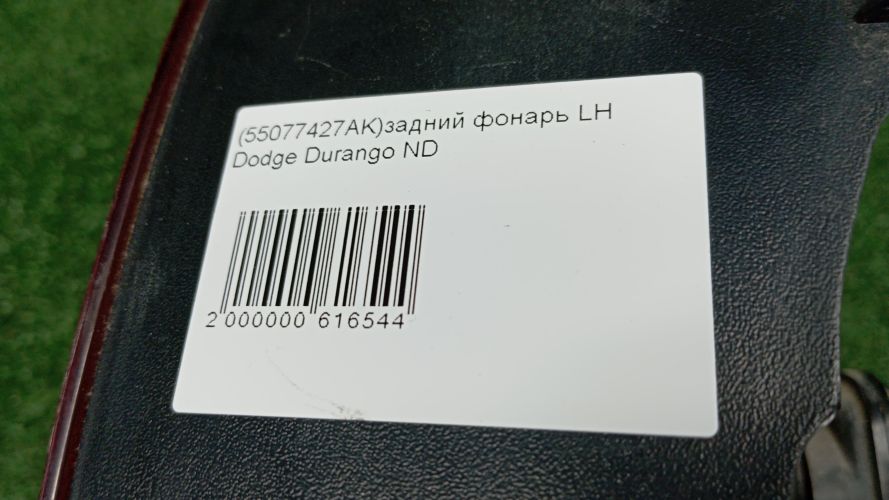 (55077427AK)задний фонарь LH
Dodge Durango ND
2 000000 616544